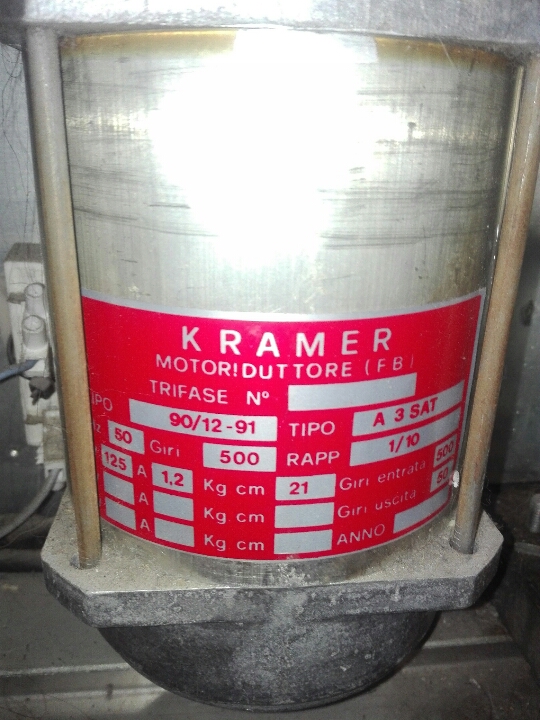 KRAMER
MOTORIDUTTORE (FB)
TRIFASE N°
IPO 90/12-91 TIPO A 3 SAT
Hz 50 Giri 500 RAPP 1/10
125 A 1,2 Kg cm 21 Giri entrata 500
A Kg. cm Giri uscita 50
A Kg. cm ANNO